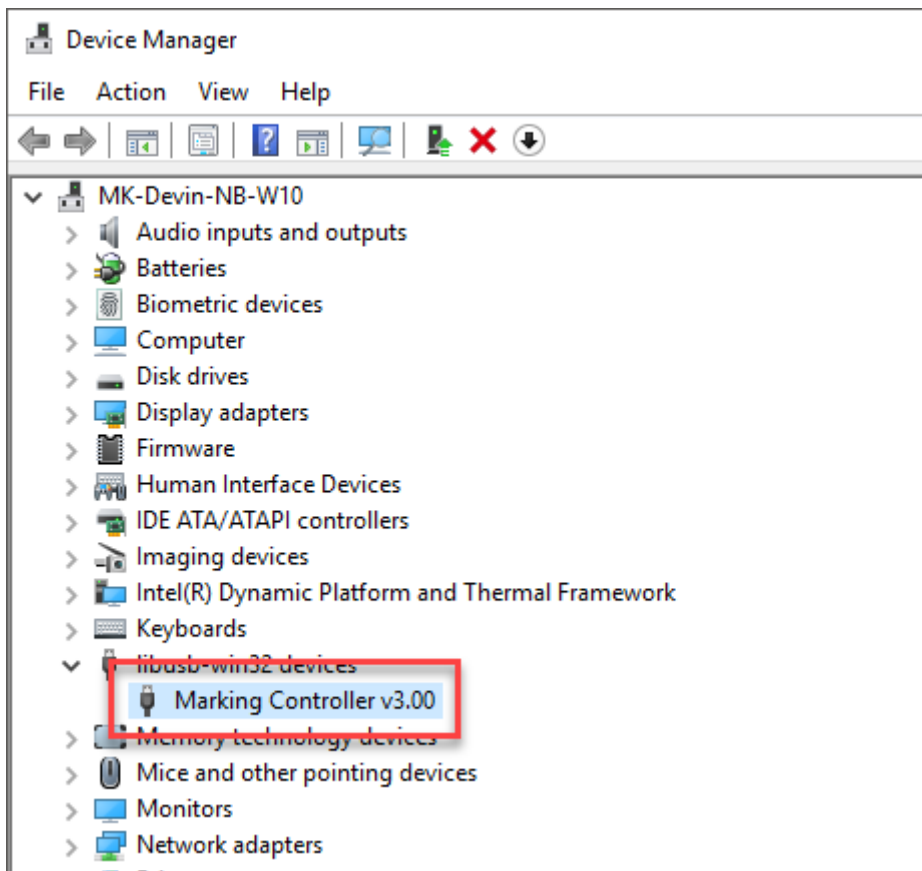 Device Manager
File Action View Help
MK-Devin-NB-W10
Audio inputs and outputs
Batteries
Biometric devices
Computer
Disk drives
Display adapters
Firmware
Human Interface Devices
IDE ATA/ATAPI controllers
Imaging devices
Intel(R) Dynamic Platform and Thermal Framework
Keyboards
libusb-win32 devices
Marking Controller v3.00
Memory technology devices
Mice and other pointing devices
Monitors
Network adapters